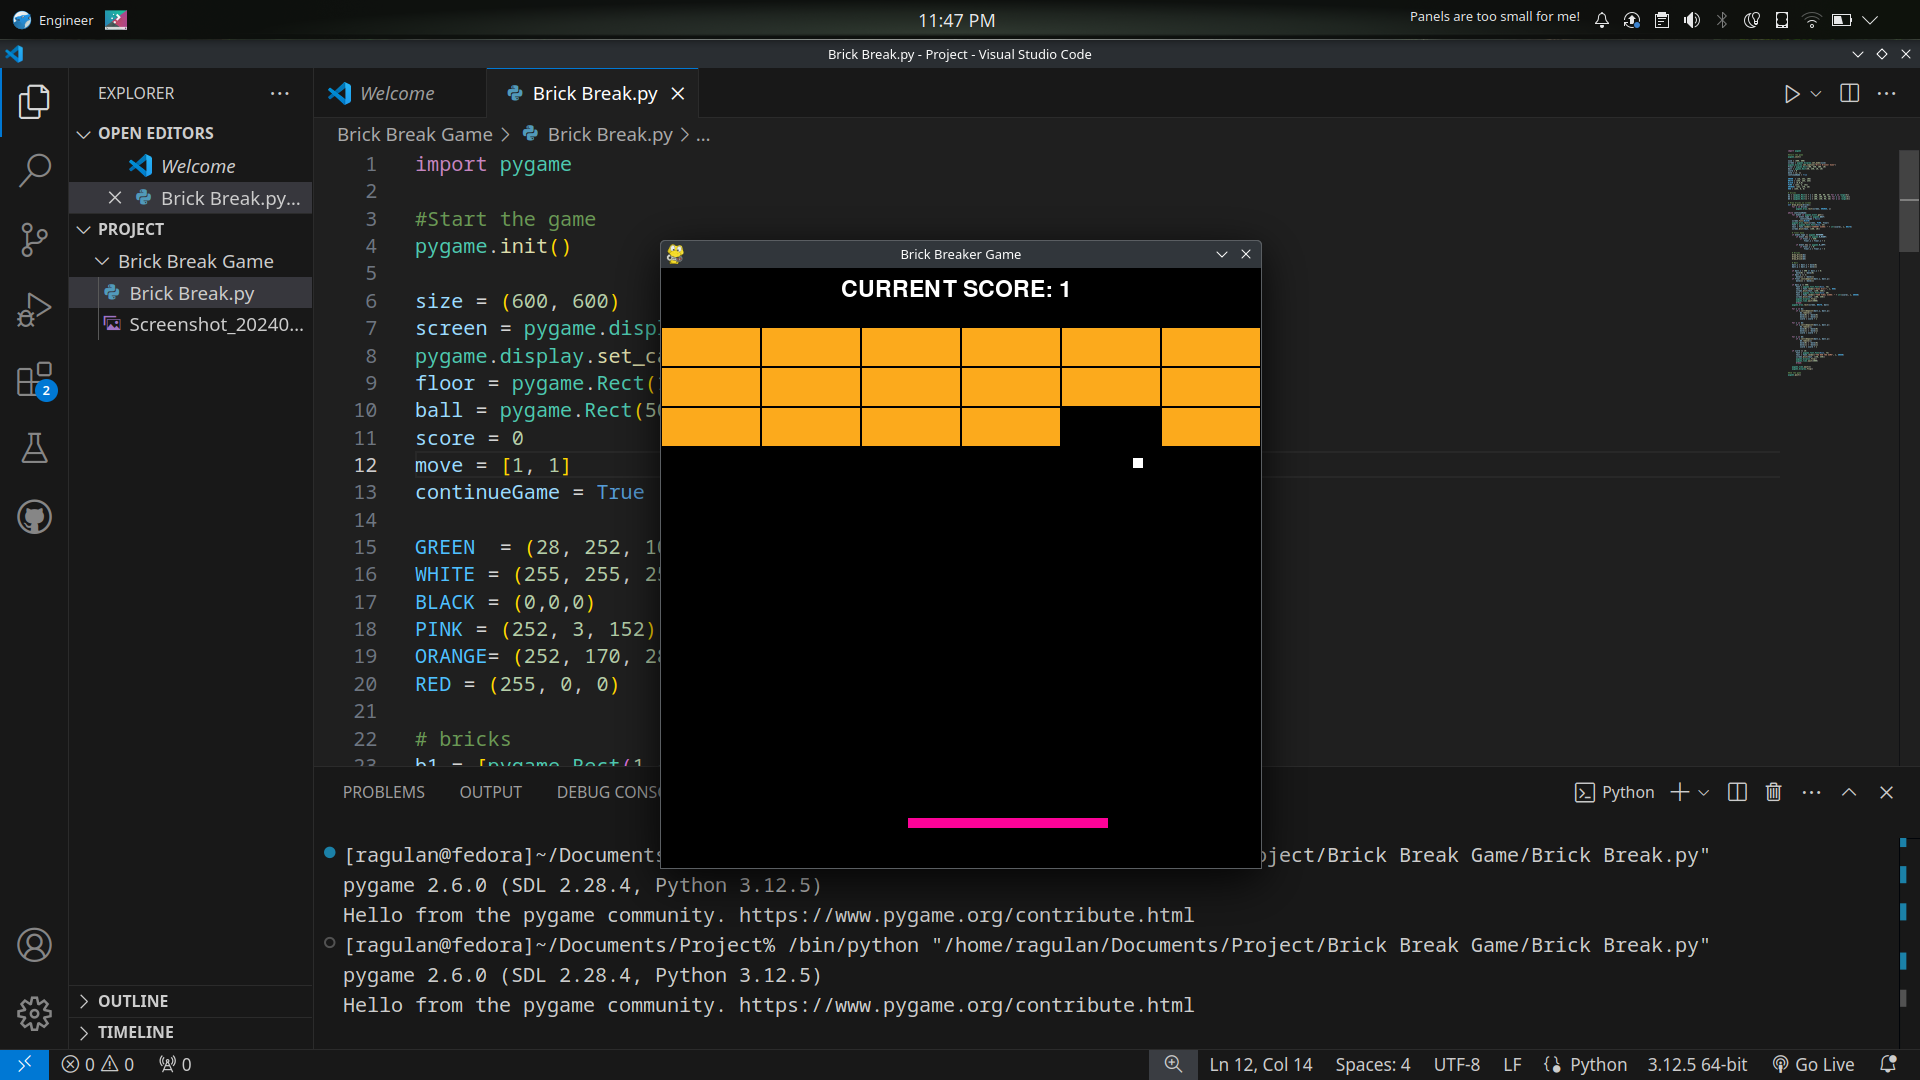 Engineer
11:47 PM
Panels are too small for me!
Brick Break.py - Project - Visual Studio Code
EXPLORER
OPEN EDITORS
Welcome
Brick Break.py...
PROJECT
Brick Break Game
Brick Break.py
Screenshot_20240...
2
OUTLINE
TIMELINE
Welcome
Brick Break.py
Brick Break Game > Brick Break.py > ...
1 import pygame
2
3 #Start the game
4 pygame.init()
5
6 size = (600, 600)
7 screen = pygame.displ
8 pygame.display.set_ca
9 floor = pygame.Rect(
10 ball = pygame.Rect(50
11 score = 0
12 move = [1, 1]
13 continueGame = True
14
15 GREEN  = (28, 252, 10
16 WHITE = (255, 255, 25
17 BLACK = (0,0,0)
18 PINK = (252, 3, 152)
19 ORANGE= (252, 170, 28
20 RED = (255, 0, 0)
21
22 # bricks
23 b1 = [pygame.Rect(1
Brick Breaker Game
CURRENT SCORE: 1
PROBLEMS
OUTPUT
DEBUG CONSO
Python
[ragulan@fedora]~/Documents oject/Brick Break Game/Brick Break.py"
pygame 2.6.0 (SDL 2.28.4, Python 3.12.5)
Hello from the pygame community. https://www.pygame.org/contribute.html
[ragulan@fedora]~/Documents/Project% /bin/python "/home/ragulan/Documents/Project/Brick Break Game/Brick Break.py"
pygame 2.6.0 (SDL 2.28.4, Python 3.12.5)
Hello from the pygame community. https://www.pygame.org/contribute.html
0 0 0
Ln 12, Col 14
Spaces: 4
UTF-8
LF
Python
3.12.5 64-bit
Go Live